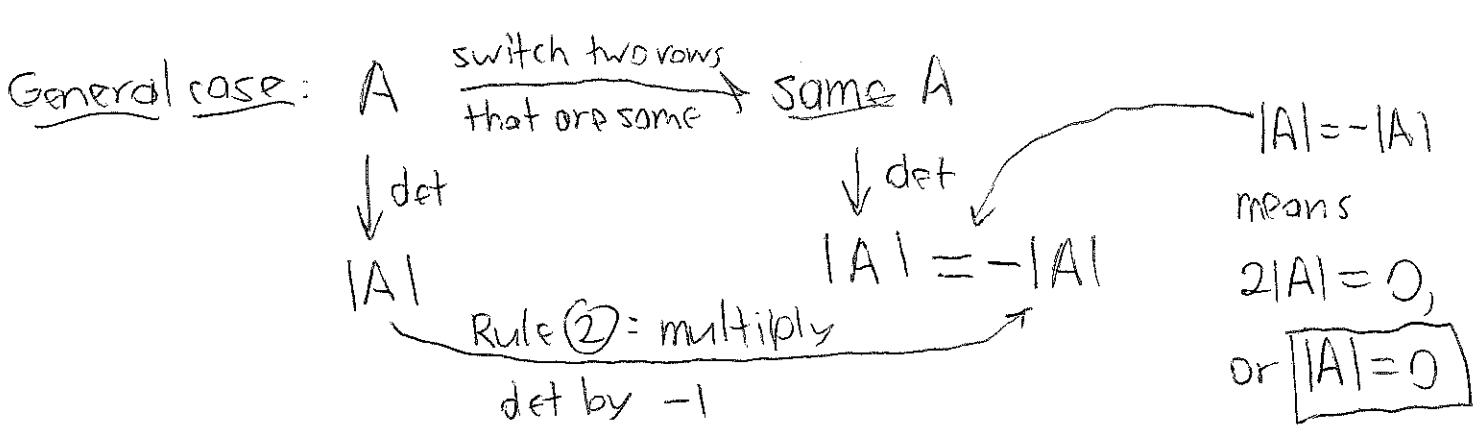 General case: A switch two rows that are same same A
det det
|A| |A| = -|A|
Rule ②: multiply
det by -1
|A|=-|A|
means
2|A|=0,
or |A|=0